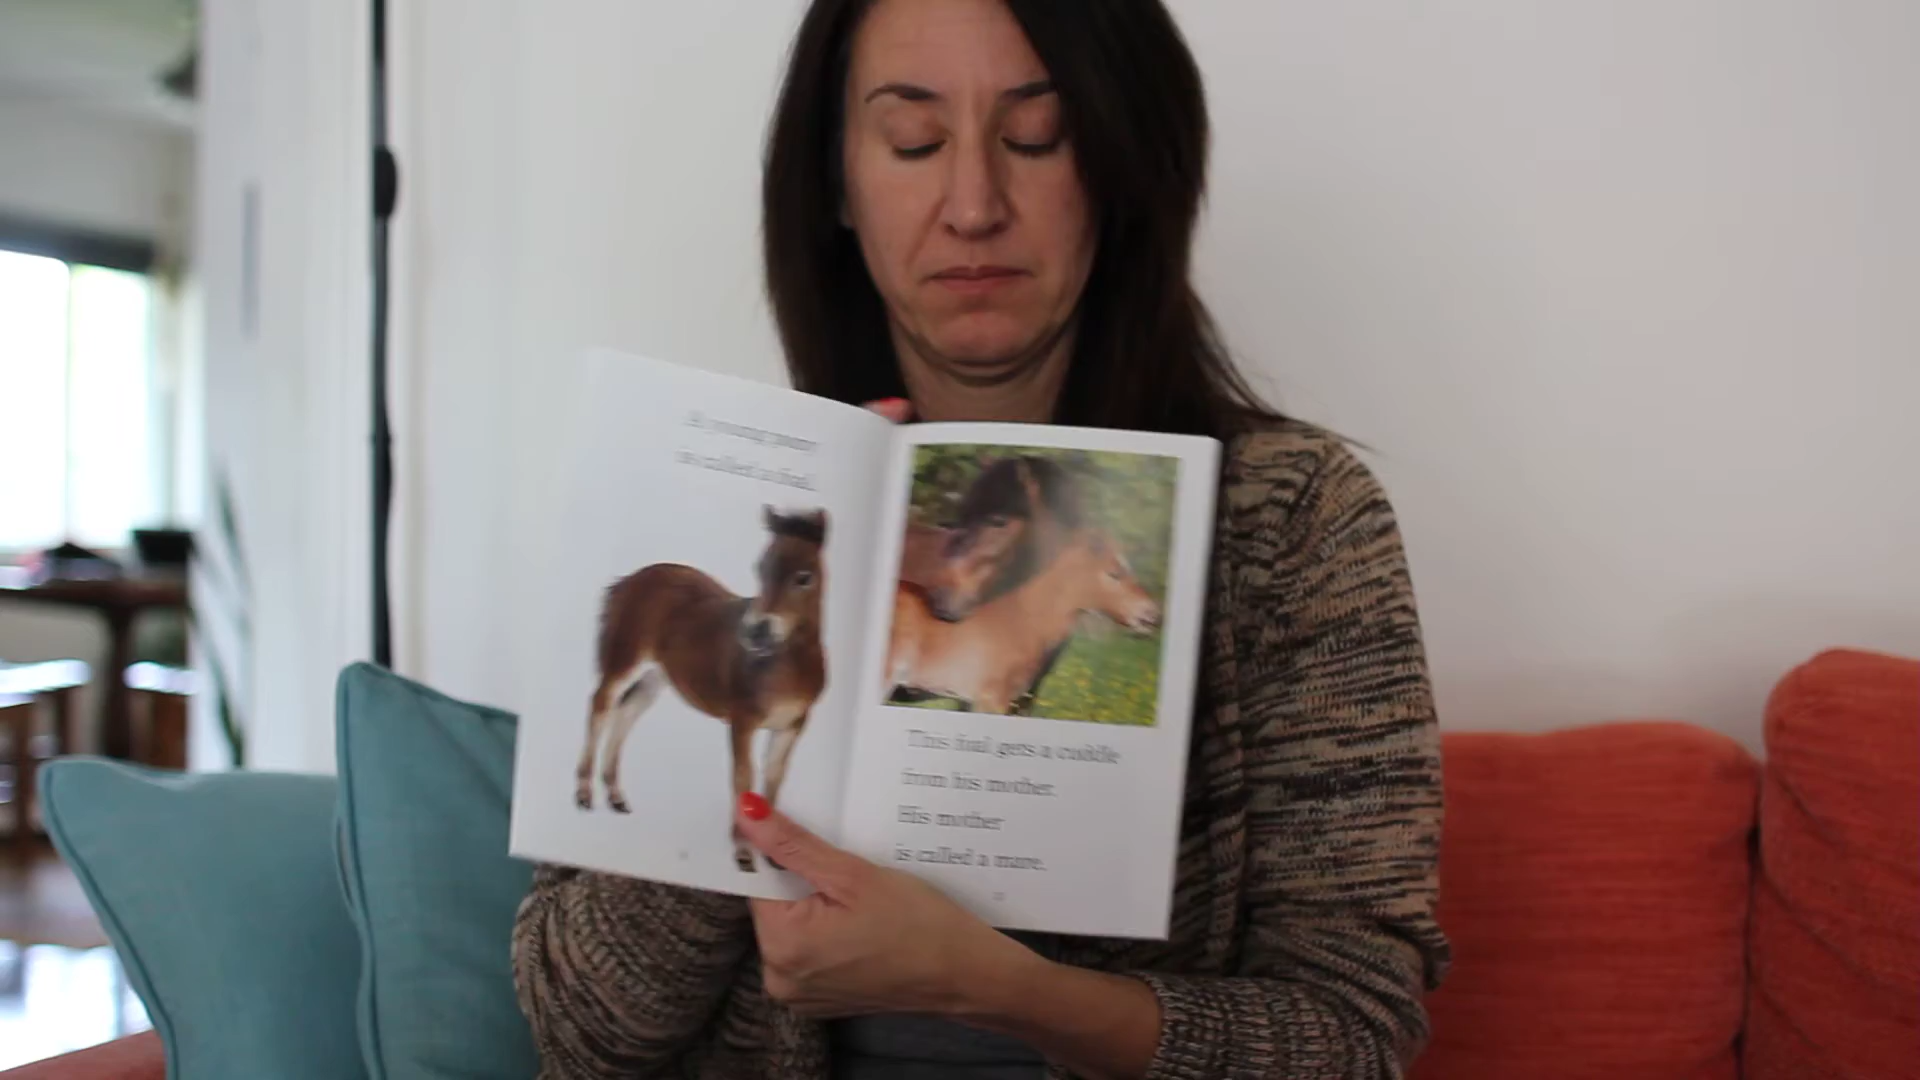 A young pony
is called a foal.
This foal gets a cuddle
from his mother.
His mother
is called a mare.